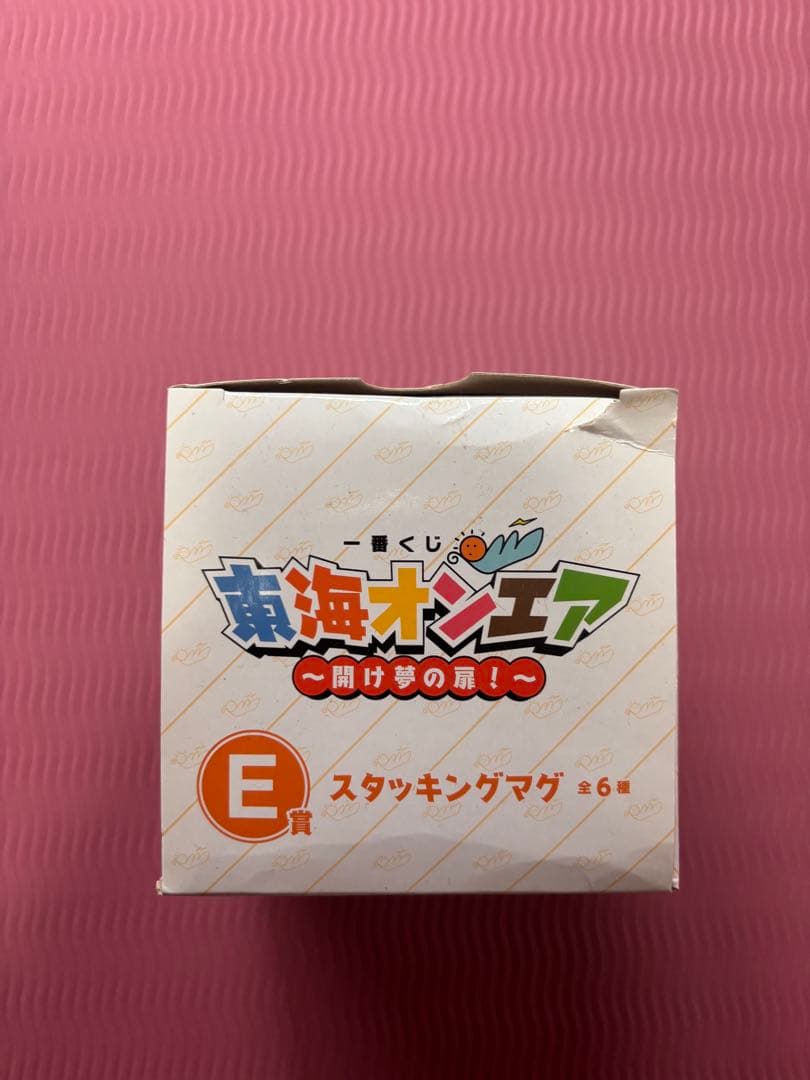 一番くじ
東海オンエア
～開け夢の扉！～
E賞
スタッキングマグ 全6種